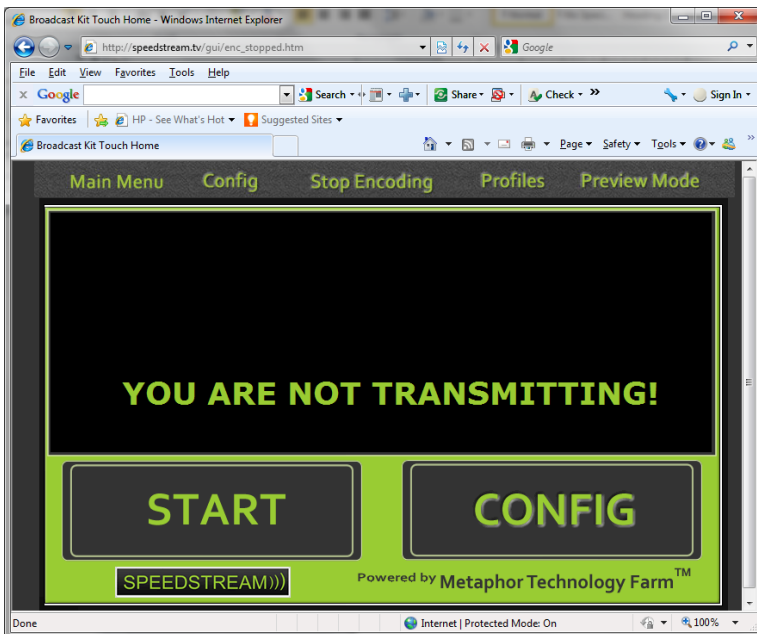 Broadcast Kit Touch Home - Windows Internet Explorer
http://speedstream.tv/gui/enc_stopped.htm Google
File Edit View Favorites Tools Help
x Google Search Share Check » Sign In
Favorites HP - See What's Hot Suggested Sites
Broadcast Kit Touch Home Page Safety Tools »
Main Menu Config Stop Encoding Profiles Preview Mode
YOU ARE NOT TRANSMITTING!
START CONFIG
SPEEDSTREAM))) Powered by Metaphor Technology Farm™
Done Internet | Protected Mode: On 100%